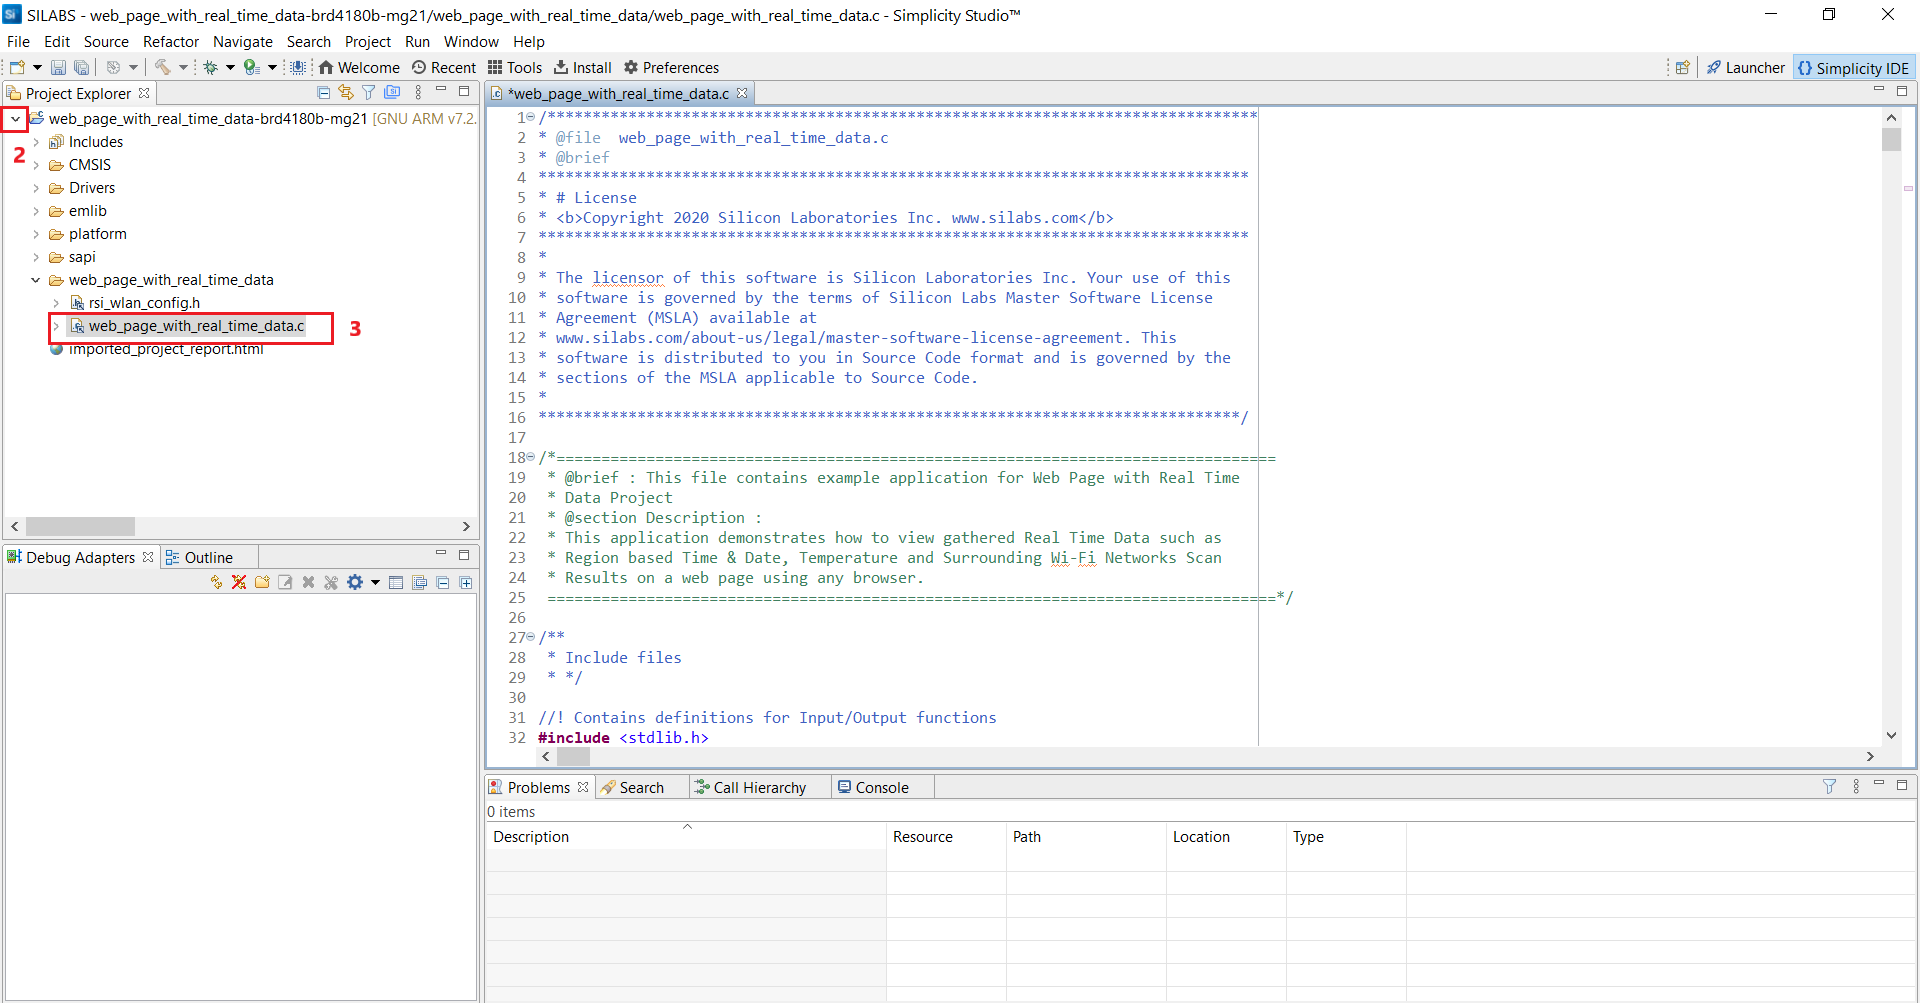 SILABS - web_page_with_real_time_data-brd4180b-mg21/web_page_with_real_time_data/web_page_with_real_time_data.c - Simplicity Studio™
File Edit Source Refactor Navigate Search Project Run Window Help
Welcome Recent Tools Install Preferences Launcher {} Simplicity IDE
Project Explorer
web_page_with_real_time_data-brd4180b-mg21 [GNU ARM v7.2.
2
Includes
CMSIS
Drivers
emlib
platform
sapi
web_page_with_real_time_data
rsi_wlan_config.h
web_page_with_real_time_data.c
3
imported_project_report.html
Debug Adapters Outline
*web_page_with_real_time_data.c
1 /*******************************************************************************
2 * @file  web_page_with_real_time_data.c
3 * @brief
4 *******************************************************************************
5 * # License
6 * <b>Copyright 2020 Silicon Laboratories Inc. www.silabs.com</b>
7 *******************************************************************************
8 *
9 * The licensor of this software is Silicon Laboratories Inc. Your use of this
10 * software is governed by the terms of Silicon Labs Master Software License
11 * Agreement (MSLA) available at
12 * www.silabs.com/about-us/legal/master-software-license-agreement. This
13 * software is distributed to you in Source Code format and is governed by the
14 * sections of the MSLA applicable to Source Code.
15 *
16 ******************************************************************************/
17
18 /*================================================================================
19 * @brief : This file contains example application for Web Page with Real Time
20 * Data Project
21 * @section Description :
22 * This application demonstrates how to view gathered Real Time Data such as
23 * Region based Time & Date, Temperature and Surrounding Wi-Fi Networks Scan
24 * Results on a web page using any browser.
25 =================================================================================*/
26
27 /**
28 * Include files
29 * */
30
31 //! Contains definitions for Input/Output functions
32 #include <stdlib.h>
Problems Search Call Hierarchy Console
0 items
Description Resource Path Location Type